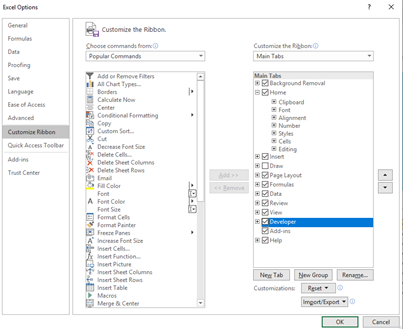 Excel Options
?
General
Formulas
Data
Proofing
Save
Language
Ease of Access
Advanced
Customize Ribbon
Quick Access Toolbar
Add-ins
Trust Center
Customize the Ribbon.
Choose commands from:
Popular Commands
Add or Remove Filters
All Chart Types...
Borders
Calculate Now
Center
Conditional Formatting
Copy
Custom Sort...
Cut
Decrease Font Size
Delete Cells...
Delete Sheet Columns
Delete Sheet Rows
Email
Fill Color
Font
Font Color
Font Size
Format Cells
Format Painter
Freeze Panes
Increase Font Size
Insert Cells...
Insert Function...
Insert Picture
Insert Sheet Columns
Insert Sheet Rows
Insert Table
Macros
Merge & Center
Add >>
<< Remove
Customize the Ribbon:
Main Tabs
Main Tabs
Background Removal
Home
Clipboard
Font
Alignment
Number
Styles
Cells
Editing
Insert
Draw
Page Layout
Formulas
Data
Review
View
Developer
Add-ins
Help
New Tab
New Group
Rename...
Customizations:
Reset
Import/Export
OK
Cancel